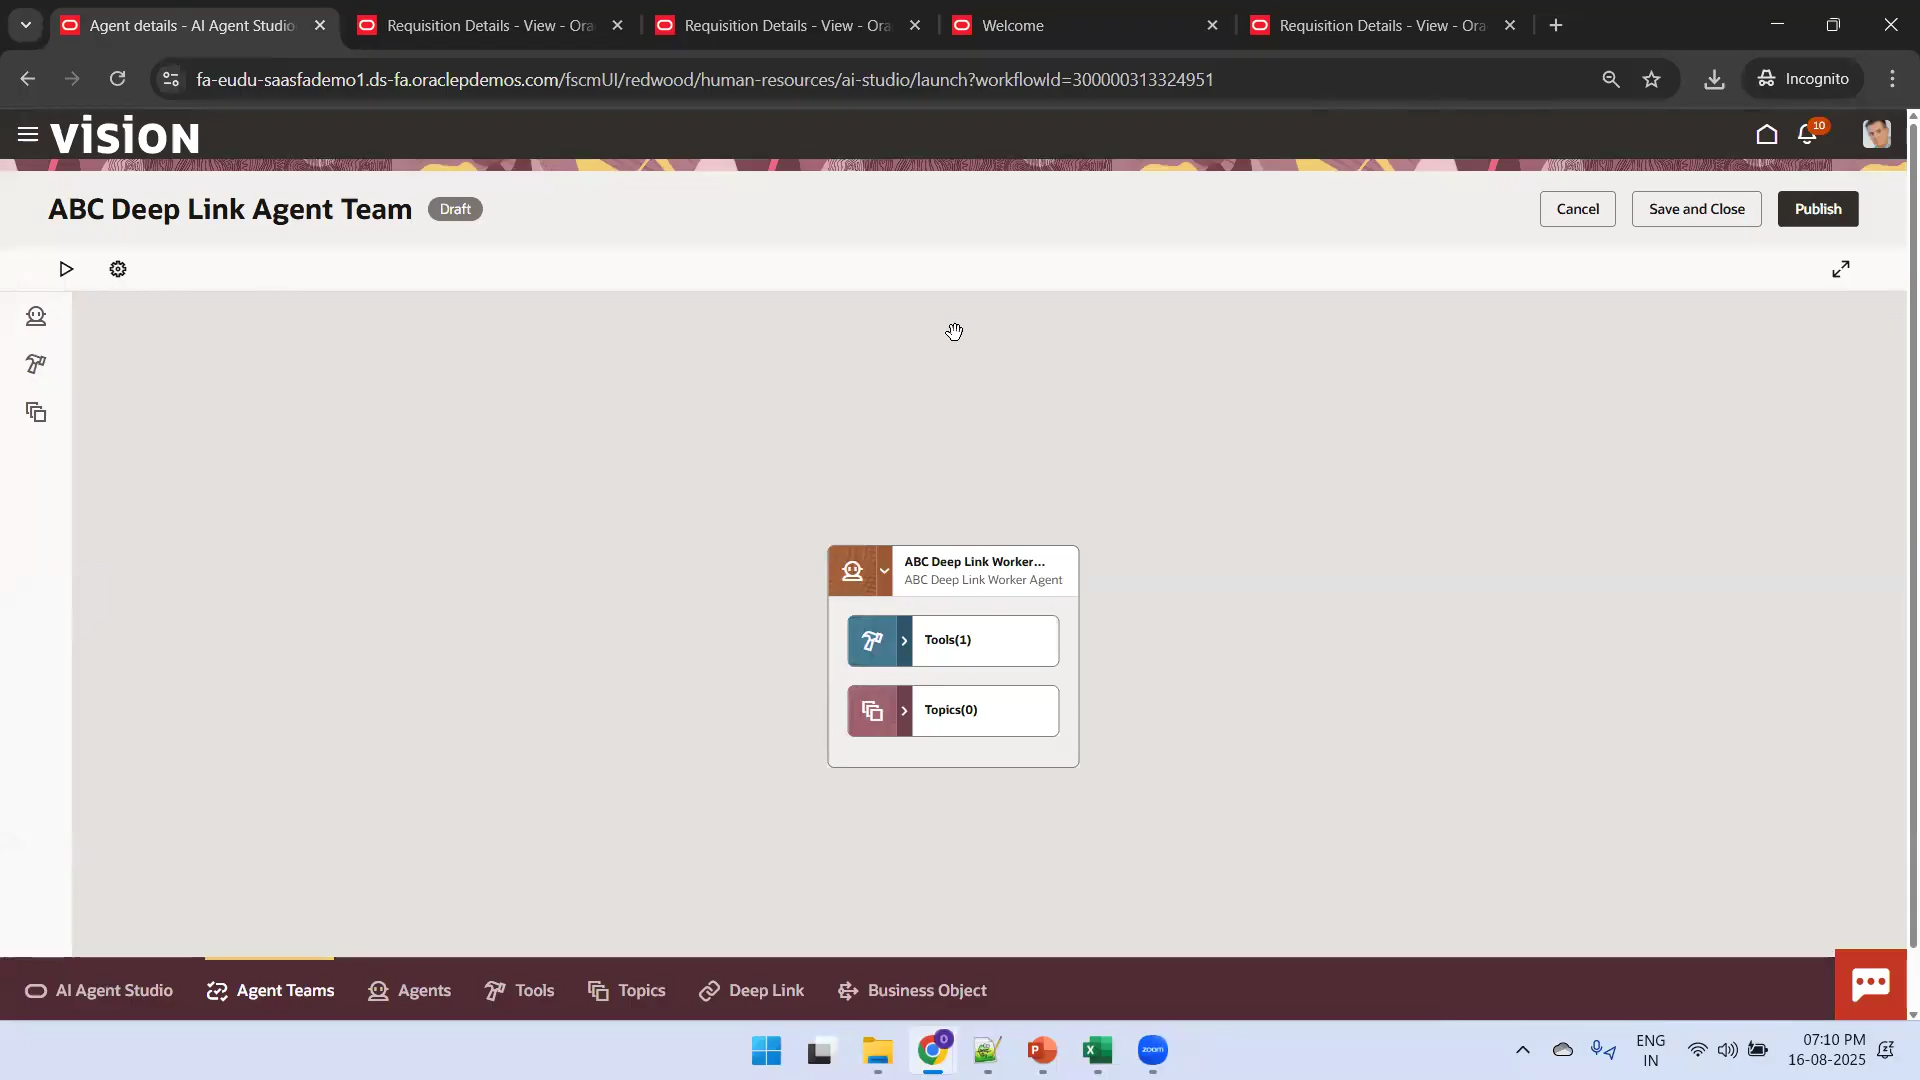 Agent details - AI Agent Studio
Requisition Details - View - Ora
Requisition Details - View - Ora
Welcome
Requisition Details - View - Ora
fa-eudu-saasfademo1.ds-fa.oraclepdemos.com/fscmUI/redwood/human-resources/ai-studio/launch?workflowId=300000313324951
Incognito
vision
10
ABC Deep Link Agent Team
Draft
Cancel
Save and Close
Publish
ABC Deep Link Worker...
ABC Deep Link Worker Agent
Tools(1)
Topics(0)
AI Agent Studio
Agent Teams
Agents
Tools
Topics
Deep Link
Business Object
zoom
ENG
IN
07:10 PM
16-08-2025